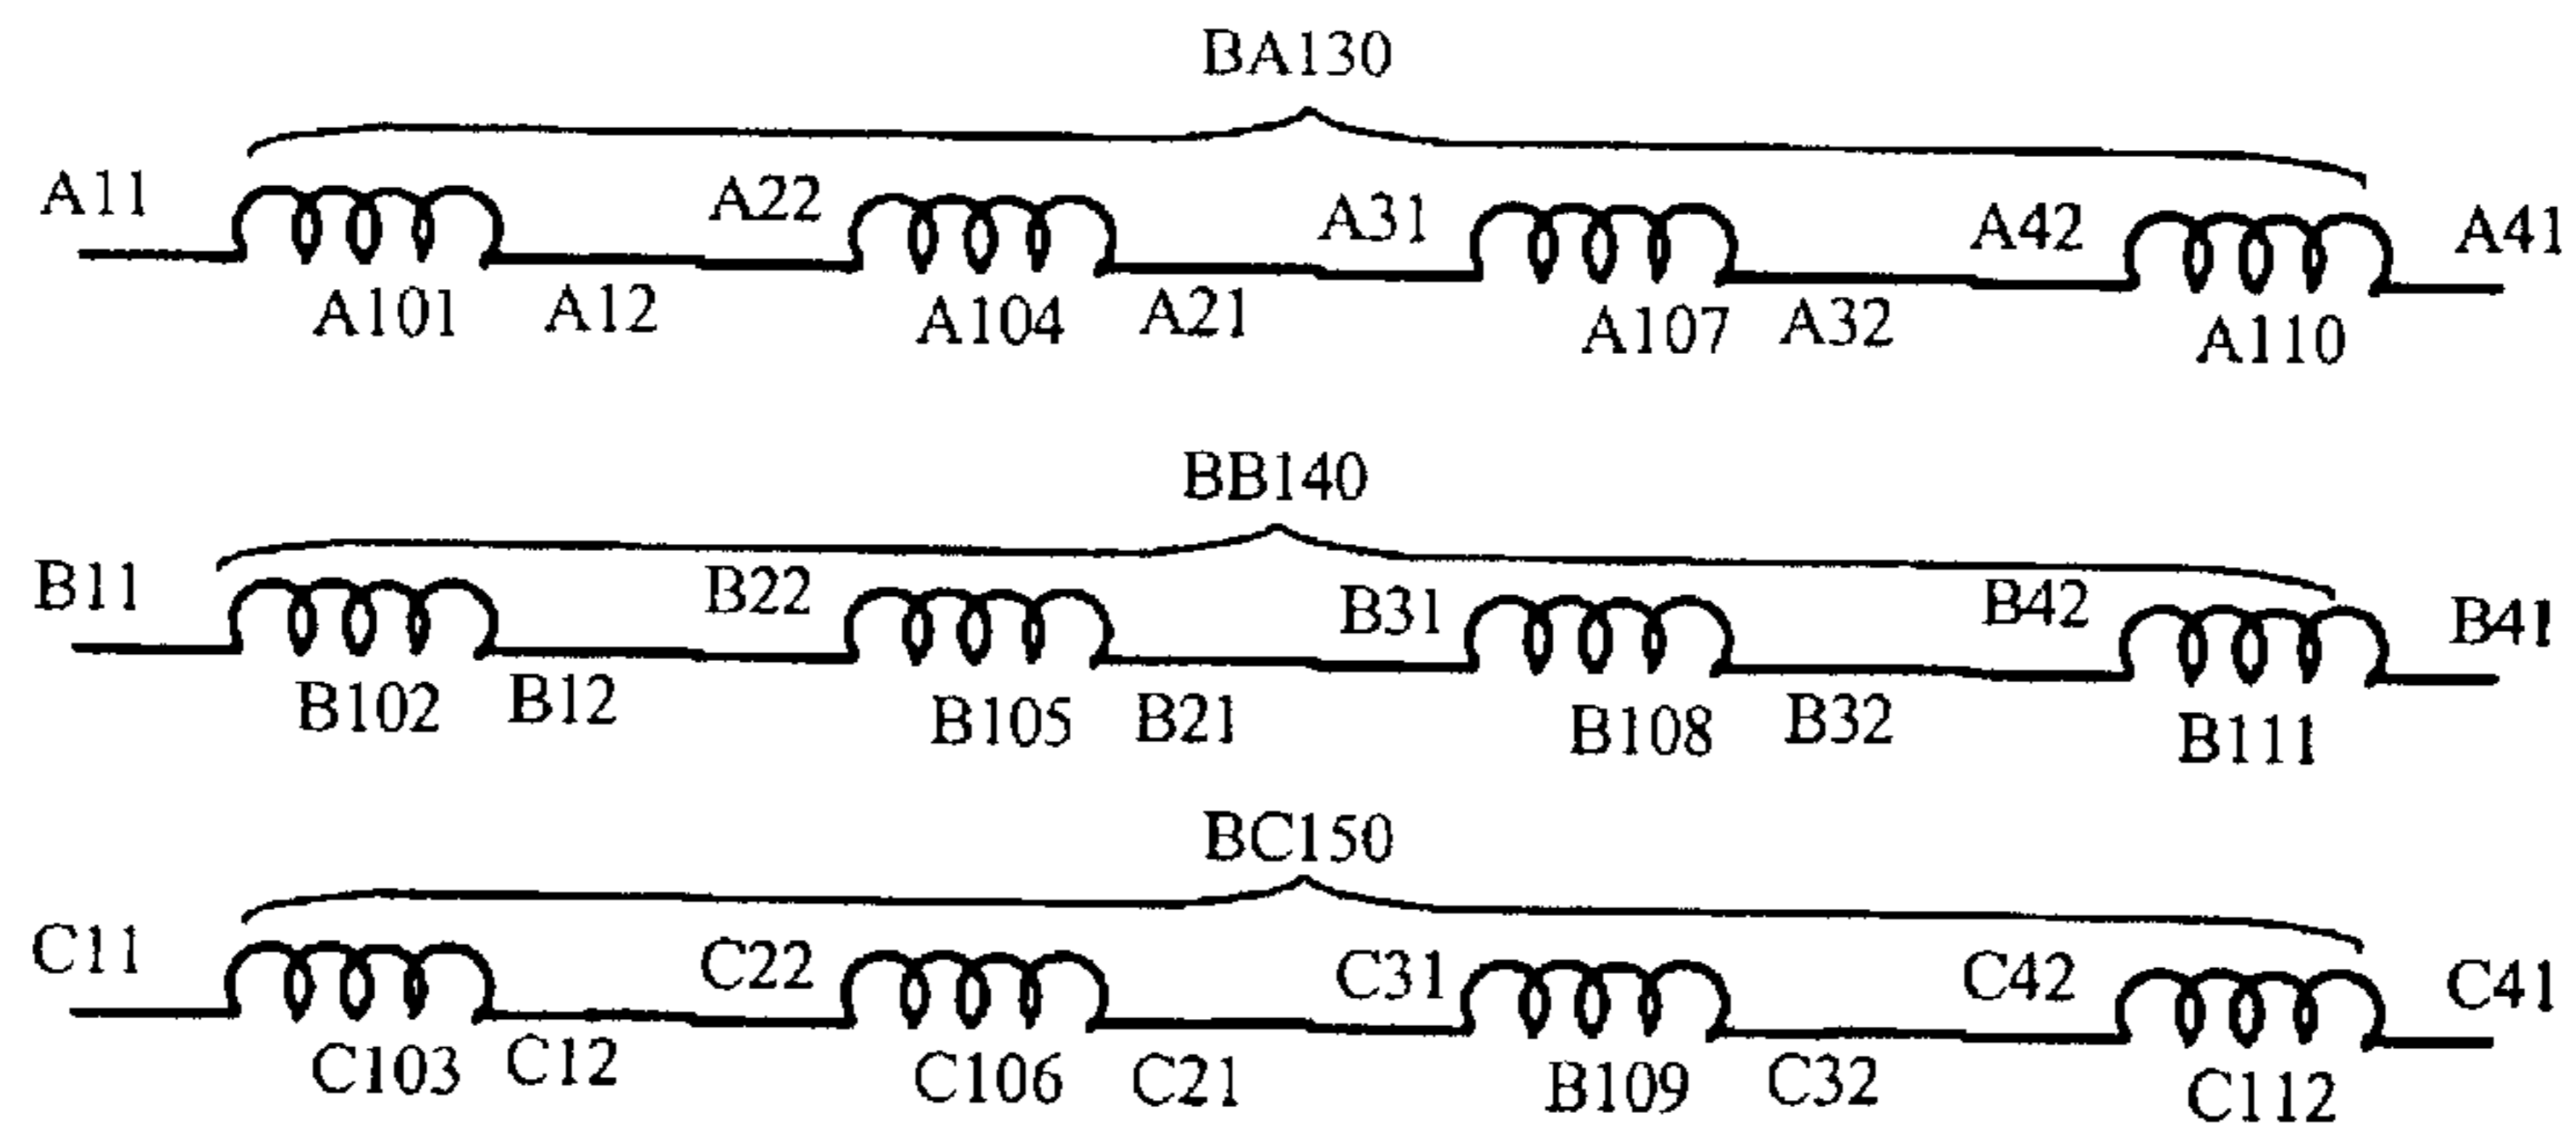 BA130
A11 A22 A31 A42 A41
A101 A12 A104 A21 A107 A32 A110
BB140
B11 B22 B31 B42 B41
B102 B12 B105 B21 B108 B32 B111
BC150
C11 C22 C31 C42 C41
C103 C12 C106 C21 B109 C32 C112